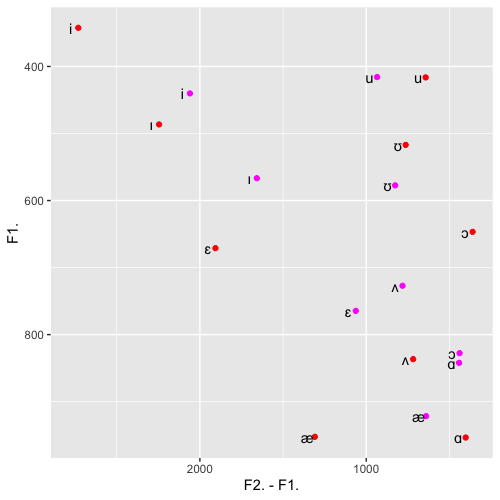 i
400
u u
i
ɪ
ʊ
ɪ
ʊ
600
ɔ
ɛ
ʌ
ɛ
800
ɔ
ʌ
ɑ
æ
æ
ɑ
2000 1000
F2. - F1.
F1.